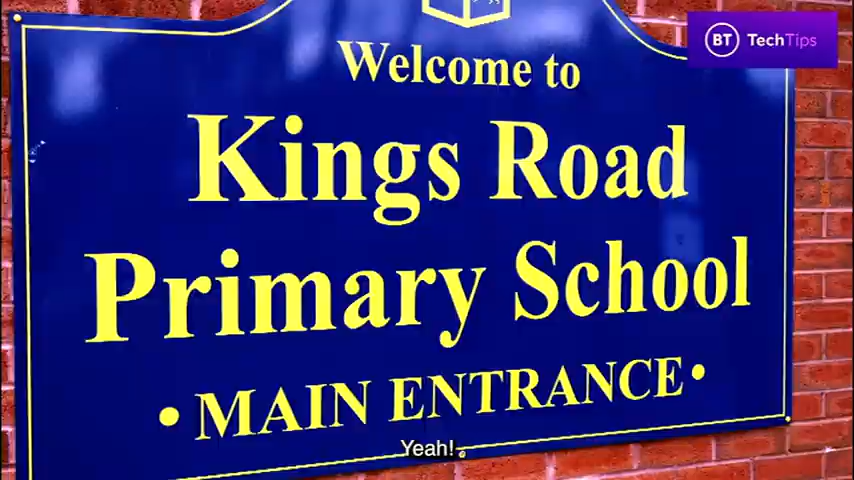 BT TechTips
Welcome to
Kings Road
Primary School
• MAIN ENTRANCE •
Yeah!